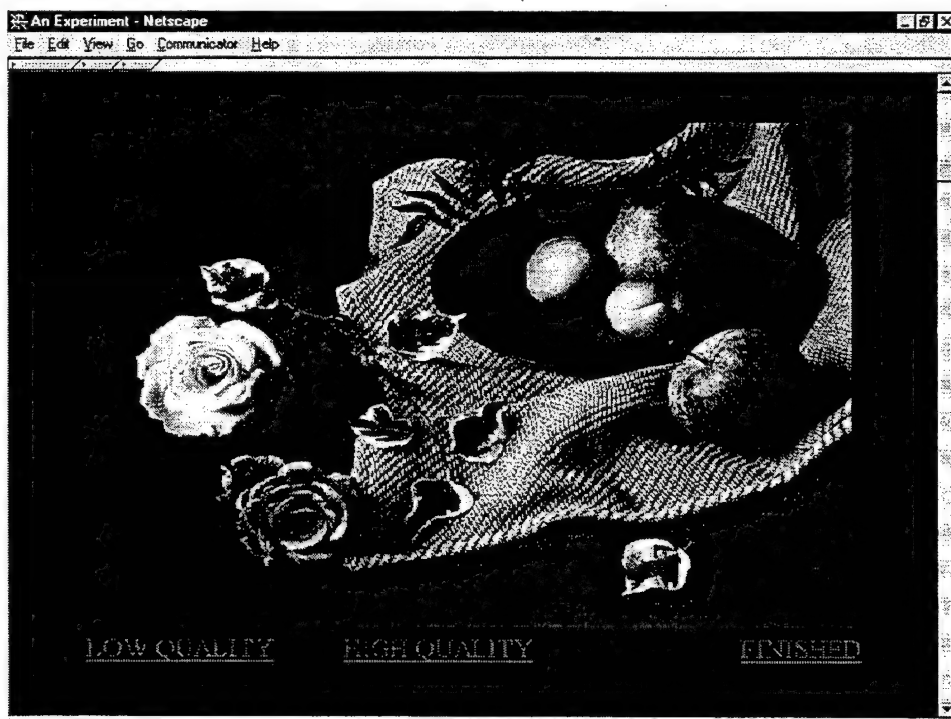 An Experiment - Netscape
File Edit View Go Communicator Help
LOW QUALITY HIGH QUALITY FINISHED